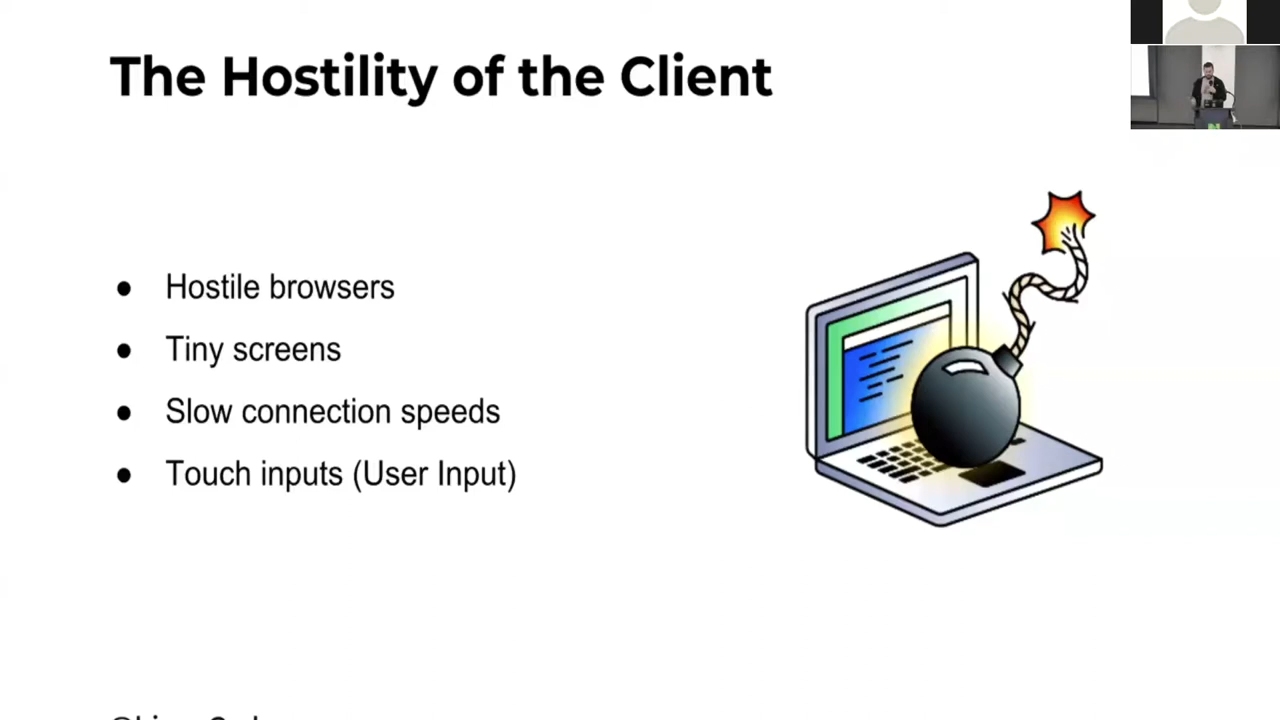 The Hostility of the Client
● Hostile browsers
● Tiny screens
● Slow connection speeds
● Touch inputs (User Input)